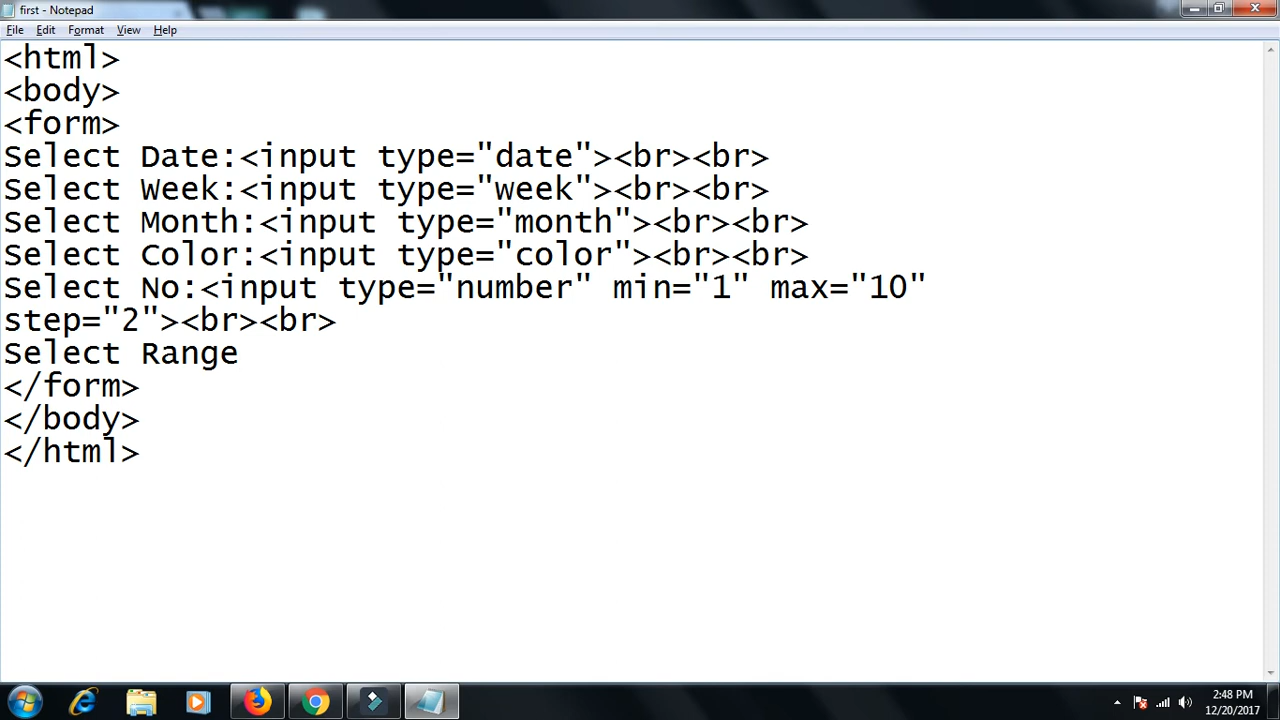 first - Notepad
File Edit Format View Help
<html>
<body>
<form>
Select Date:<input type="date"><br><br>
Select Week:<input type="week"><br><br>
Select Month:<input type="month"><br><br>
Select Color:<input type="color"><br><br>
Select No:<input type="number" min="1" max="10"
step="2"><br><br>
Select Range
</form>
</body>
</html>
2:48 PM
12/20/2017